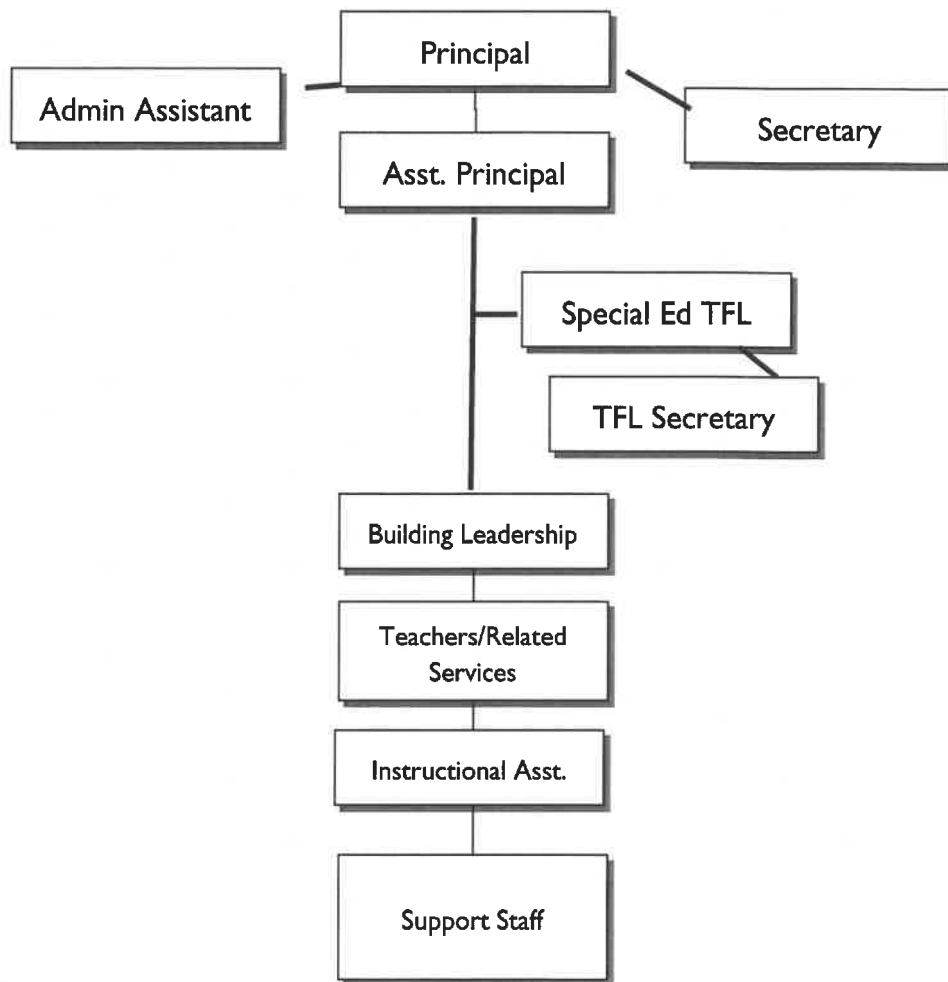 Principal
Admin Assistant
Secretary
Asst. Principal
Special Ed TFL
TFL Secretary
Building Leadership
Teachers/Related
Services
Instructional Asst.
Support Staff